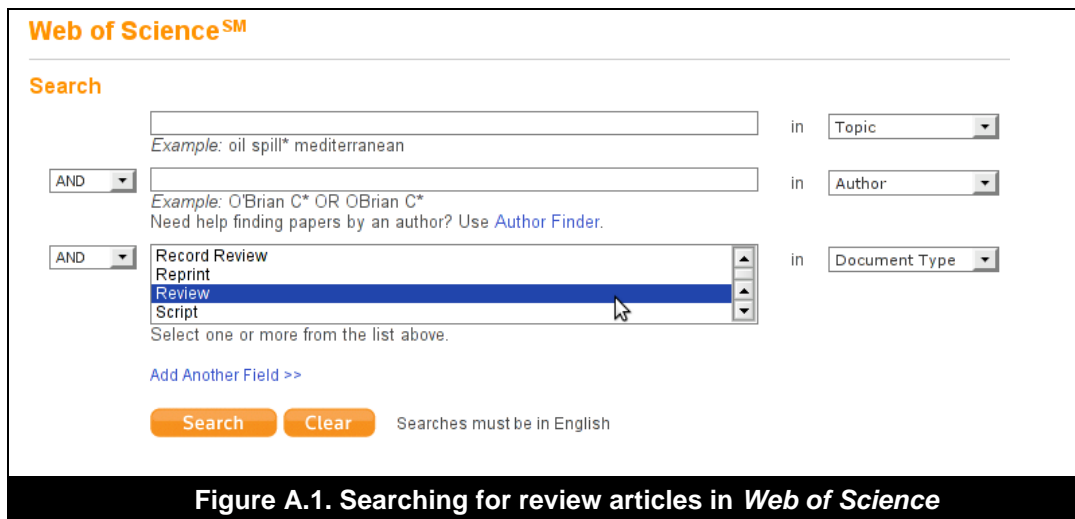 Web of Science℠
Search
in Topic
Example: oil spill* mediterranean
AND in Author
Example: O'Brian C* OR OBrian C*
Need help finding papers by an author? Use Author Finder.
AND Record Review in Document Type
Reprint
Review
Script
Select one or more from the list above.
Add Another Field >>
Search Clear Searches must be in English
Figure A.1. Searching for review articles in Web of Science